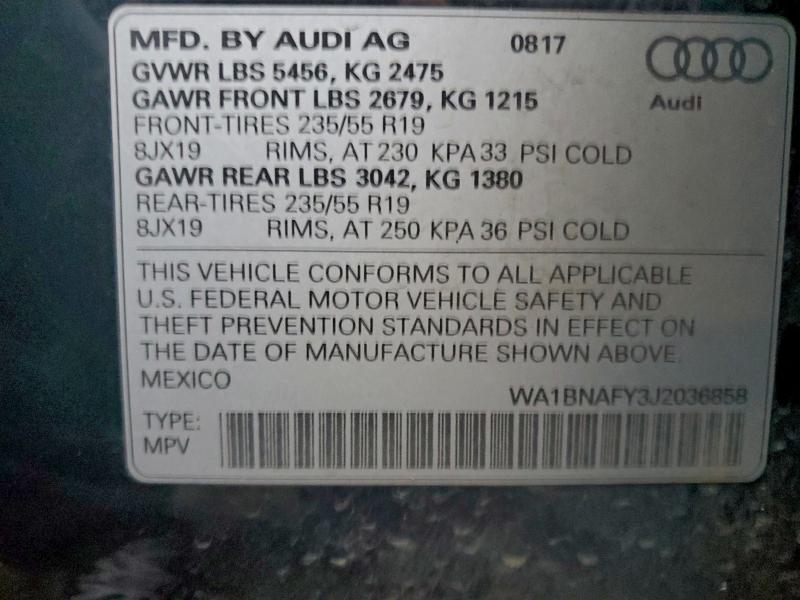 MFD. BY AUDI AG 0817
GVWR LBS 5456, KG 2475
GAWR FRONT LBS 2679, KG 1215
Audi
FRONT-TIRES 235/55 R19
8JX19 RIMS, AT 230 KPA 33 PSI COLD
GAWR REAR LBS 3042, KG 1380
REAR-TIRES 235/55 R19
8JX19 RIMS, AT 250 KPA 36 PSI COLD
THIS VEHICLE CONFORMS TO ALL APPLICABLE
U.S. FEDERAL MOTOR VEHICLE SAFETY AND
THEFT PREVENTION STANDARDS IN EFFECT ON
THE DATE OF MANUFACTURE SHOWN ABOVE.
MEXICO
WA1BNAFY3J2036858
TYPE:
MPV